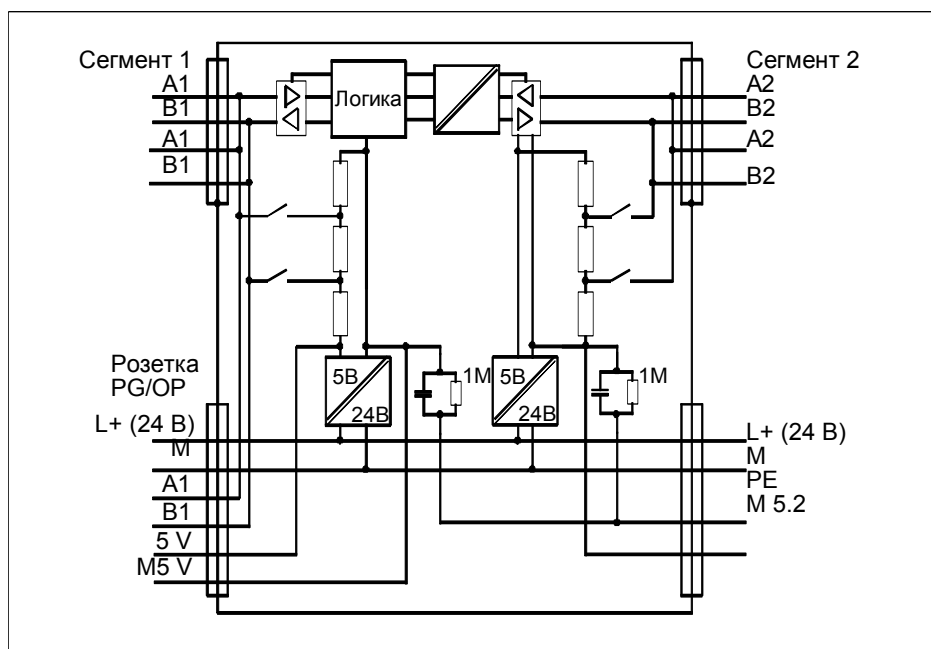 Сегмент 1
A1
B1
A1
B1
Логика
Сегмент 2
A2
B2
A2
B2
Розетка
PG/OP
5В
24В
1M
5В
24В
1M
L+ (24 В)
M
A1
B1
5 V
M5 V
L+ (24 В)
M
PE
M 5.2